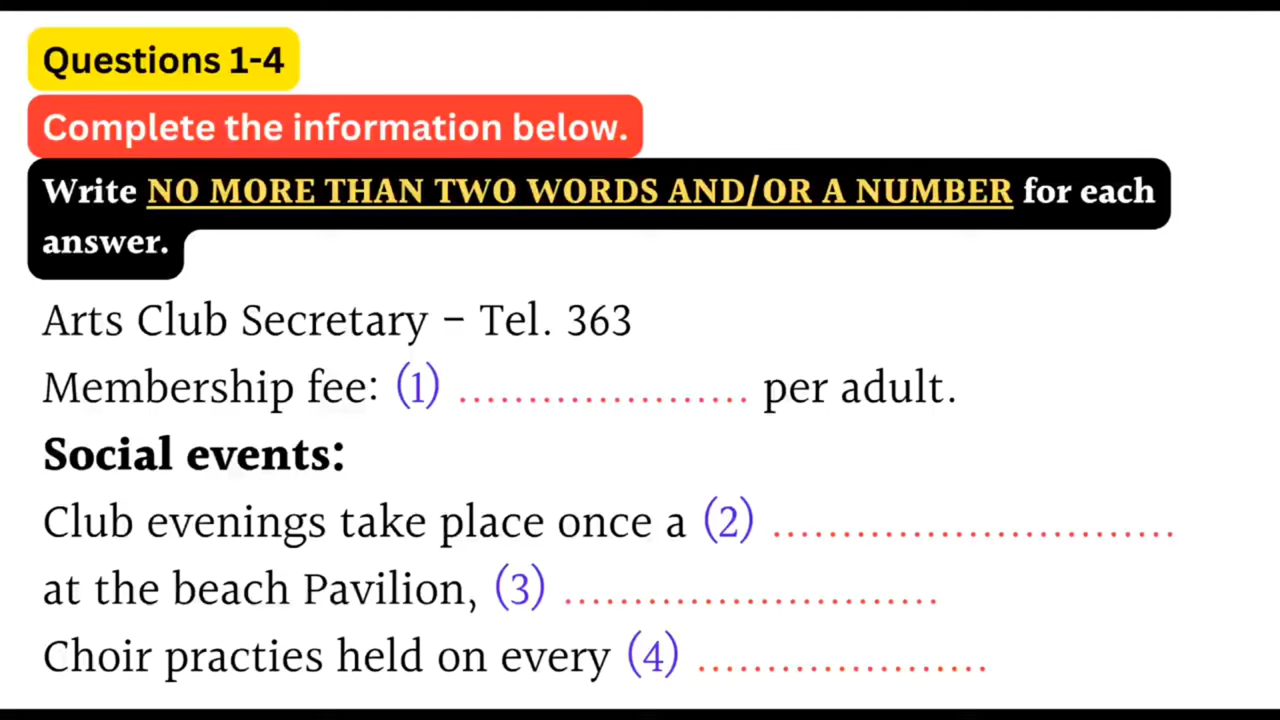 Questions 1-4
Complete the information below.
Write NO MORE THAN TWO WORDS AND/OR A NUMBER for each
answer.
Arts Club Secretary – Tel. 363
Membership fee: (1) ..................... per adult.
Social events:
Club evenings take place once a (2) .............................
at the beach Pavilion, (3) ...........................
Choir practies held on every (4) .....................